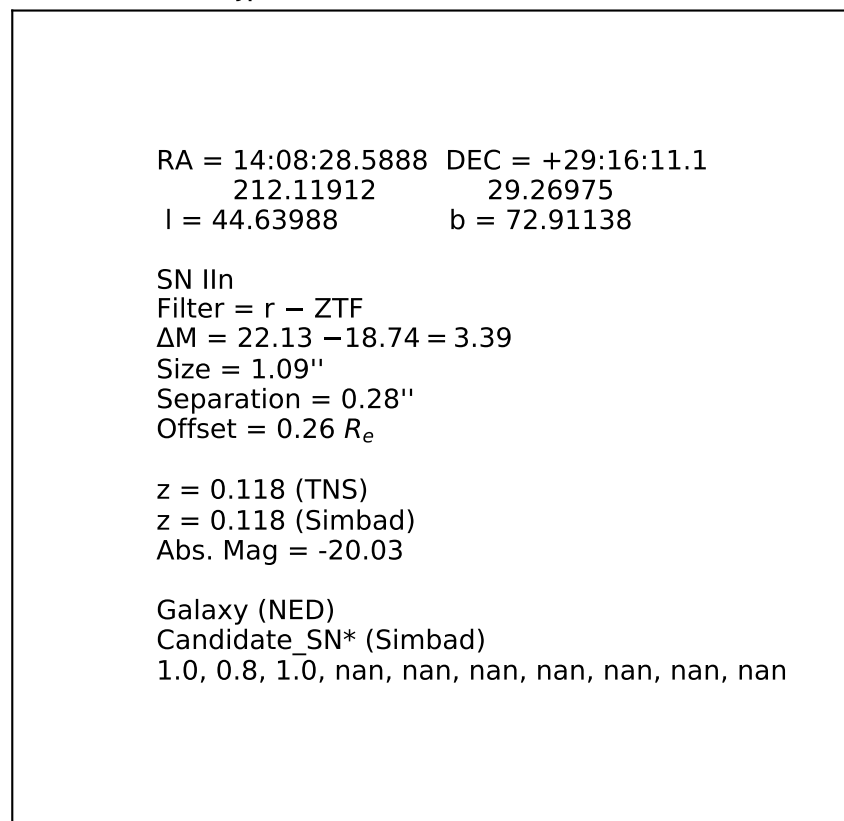 RA = 14:08:28.5888 DEC = +29:16:11.1
212.11912 29.26975
l = 44.63988 b = 72.91138
SN IIn
Filter = r − ZTF
ΔM = 22.13 −18.74 = 3.39
Size = 1.09''
Separation = 0.28''
Offset = 0.26 Rₑ
z = 0.118 (TNS)
z = 0.118 (Simbad)
Abs. Mag = -20.03
Galaxy (NED)
Candidate_SN* (Simbad)
1.0, 0.8, 1.0, nan, nan, nan, nan, nan, nan, nan